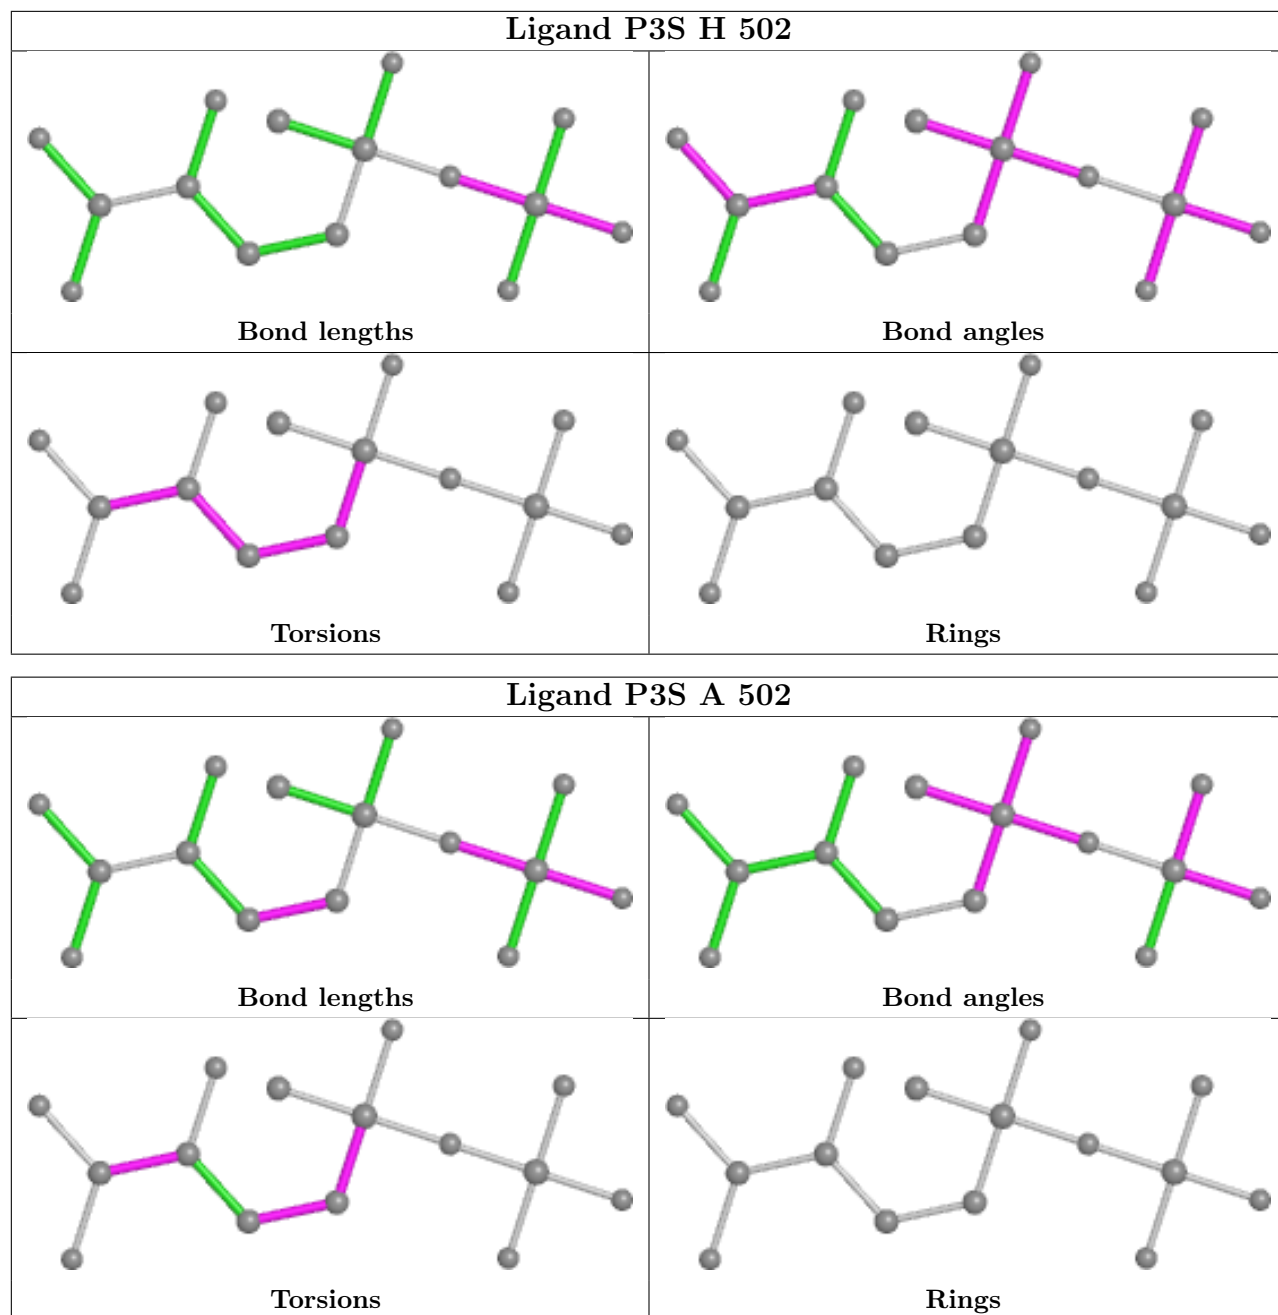 Ligand P3S H 502
Bond lengths
Bond angles
Torsions
Rings
Ligand P3S A 502
Bond lengths
Bond angles
Torsions
Rings